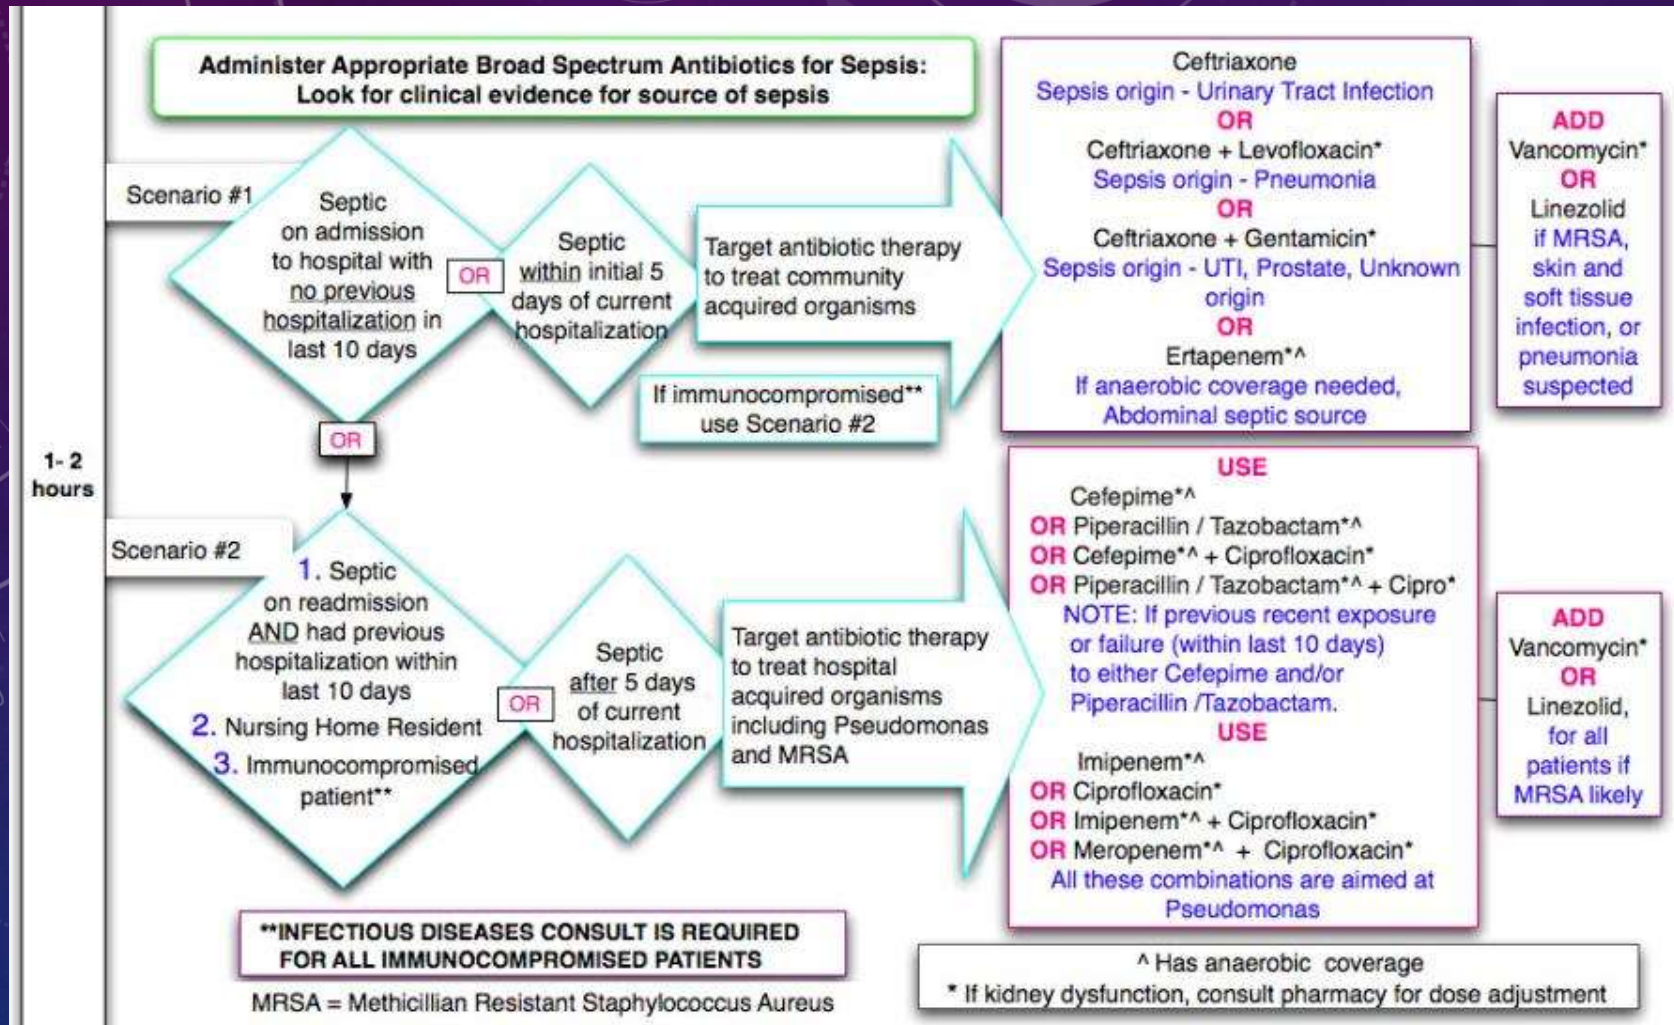 Administer Appropriate Broad Spectrum Antibiotics for Sepsis:
Look for clinical evidence for source of sepsis
1- 2
hours
Scenario #1
Septic
on admission
to hospital with
no previous
hospitalization in
last 10 days
OR
Septic
within initial 5
days of current
hospitalization
Target antibiotic therapy
to treat community
acquired organisms
If immunocompromised**
use Scenario #2
Ceftriaxone
Sepsis origin - Urinary Tract Infection
OR
Ceftriaxone + Levofloxacin*
Sepsis origin - Pneumonia
OR
Ceftriaxone + Gentamicin*
Sepsis origin - UTI, Prostate, Unknown
origin
OR
Ertapenem*^
If anaerobic coverage needed,
Abdominal septic source
ADD
Vancomycin*
OR
Linezolid
if MRSA,
skin and
soft tissue
infection, or
pneumonia
suspected
OR
Scenario #2
1. Septic
on readmission
AND had previous
hospitalization within
last 10 days
2. Nursing Home Resident
3. Immunocompromised
patient**
OR
Septic
after 5 days
of current
hospitalization
Target antibiotic therapy
to treat hospital
acquired organisms
including Pseudomonas
and MRSA
USE
Cefepime*^
OR Piperacillin / Tazobactam*^
OR Cefepime*^ + Ciprofloxacin*
OR Piperacillin / Tazobactam*^ + Cipro*
NOTE: If previous recent exposure
or failure (within last 10 days)
to either Cefepime and/or
Piperacillin /Tazobactam.
USE
Imipenem*^
OR Ciprofloxacin*
OR Imipenem*^ + Ciprofloxacin*
OR Meropenem*^ + Ciprofloxacin*
All these combinations are aimed at
Pseudomonas
ADD
Vancomycin*
OR
Linezolid,
for all
patients if
MRSA likely
**INFECTIOUS DISEASES CONSULT IS REQUIRED
FOR ALL IMMUNOCOMPROMISED PATIENTS
MRSA = Methicillian Resistant Staphylococcus Aureus
^ Has anaerobic coverage
* If kidney dysfunction, consult pharmacy for dose adjustment